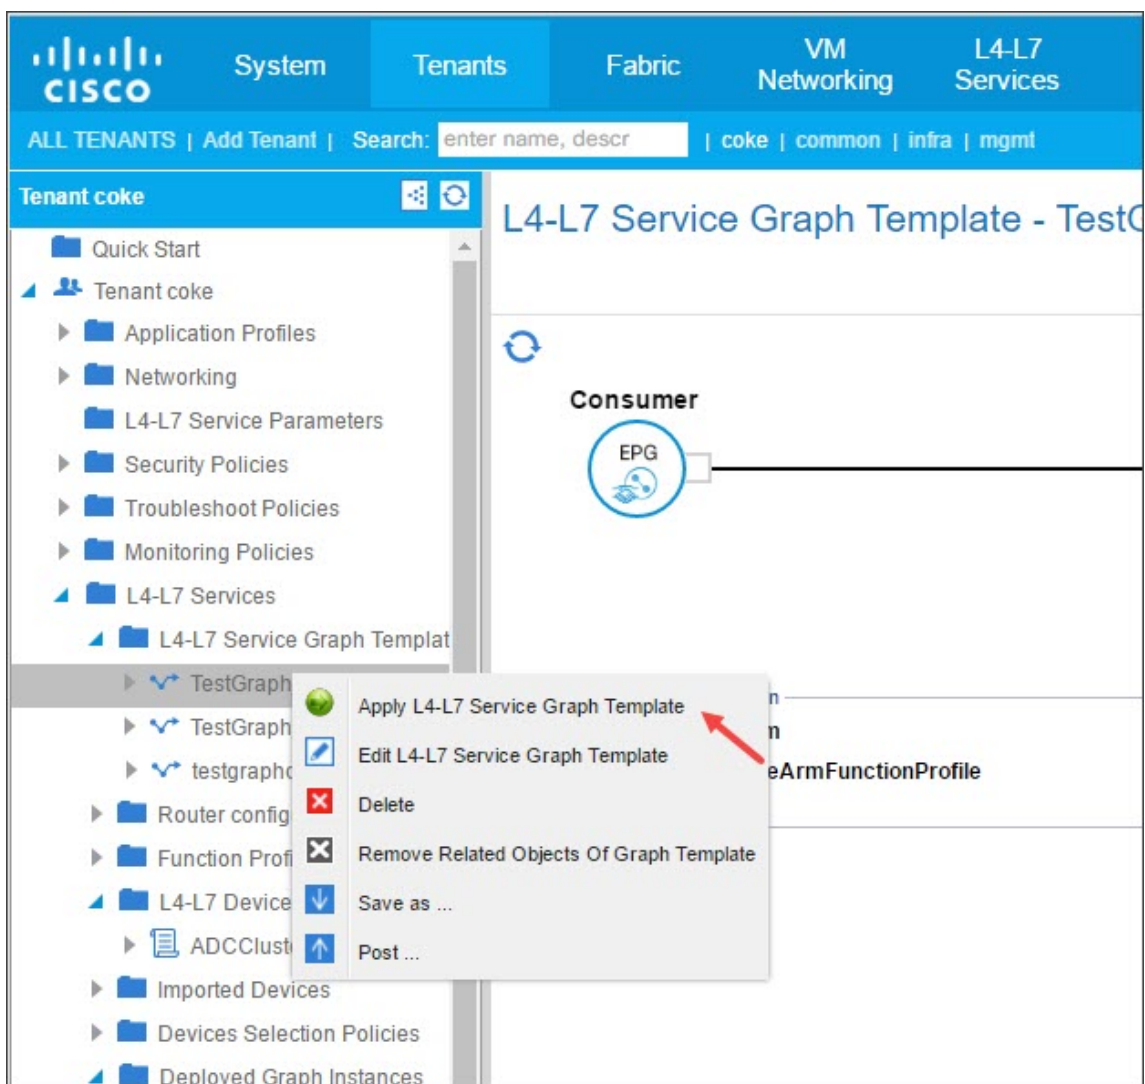 CISCO
System
Tenants
Fabric
VM
Networking
L4-L7
Services
ALL TENANTS | Add Tenant | Search: enter name, descr | coke | common | infra | mgmt
Tenant coke
L4-L7 Service Graph Template -
Quick Start
Tenant coke
Application Profiles
Networking
L4-L7 Service Parameters
Security Policies
Troubleshoot Policies
Monitoring Policies
L4-L7 Services
L4-L7 Service Graph Templat
TestGraph
TestGraph
testgraph
Router config
Function Profi
L4-L7 Device
ADCClust
Imported Devices
Devices Selection Policies
Deployed Graph Instances
Consumer
EPG
Apply L4-L7 Service Graph Template
Edit L4-L7 Service Graph Template
Delete
Remove Related Objects Of Graph Template
Save as ...
Post ...
eArmFunctionProfile